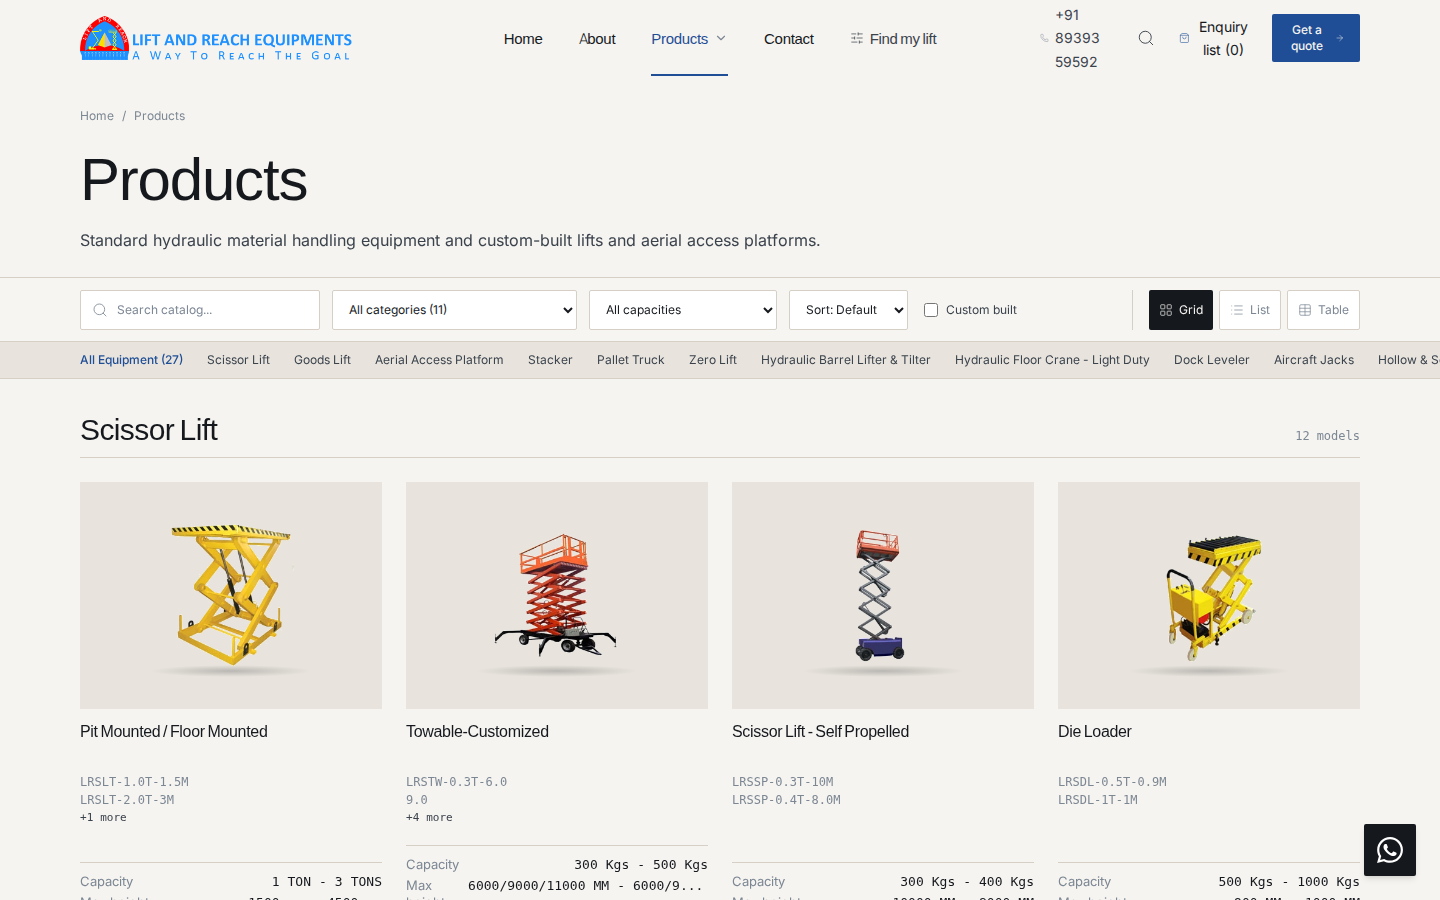 LIFT AND REACH EQUIPMENTS
A Way To Reach The Goal
Home
About
Products
Contact
Find my lift
+91
89393
59592
Enquiry
list (0)
Get a
quote
Home / Products
Products
Standard hydraulic material handling equipment and custom-built lifts and aerial access platforms.
Search catalog...
All categories (11)
All capacities
Sort: Default
Custom built
Grid
List
Table
All Equipment (27)
Scissor Lift
Goods Lift
Aerial Access Platform
Stacker
Pallet Truck
Zero Lift
Hydraulic Barrel Lifter & Tilter
Hydraulic Floor Crane - Light Duty
Dock Leveler
Aircraft Jacks
Hollow & S
Scissor Lift
12 models
Pit Mounted / Floor Mounted
LRSLT-1.0T-1.5M
LRSLT-2.0T-3M
+1 more
Capacity 1 TON - 3 TONS
Towable-Customized
LRSTW-0.3T-6.0
9.0
+4 more
Capacity 300 Kgs - 500 Kgs
Max 6000/9000/11000 MM - 6000/9...
Scissor Lift - Self Propelled
LRSSP-0.3T-10M
LRSSP-0.4T-8.0M
Capacity 300 Kgs - 400 Kgs
Die Loader
LRSDL-0.5T-0.9M
LRSDL-1T-1M
Capacity 500 Kgs - 1000 Kgs